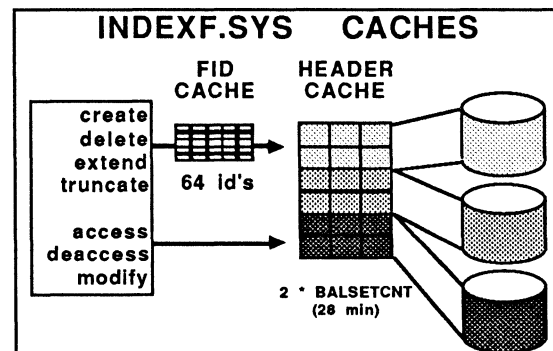 INDEXF.SYS CACHES
FID
CACHE
HEADER
CACHE
create
delete
extend
truncate
access
deaccess
modify
64 id's
2 * BALSETCNT
(28 min)